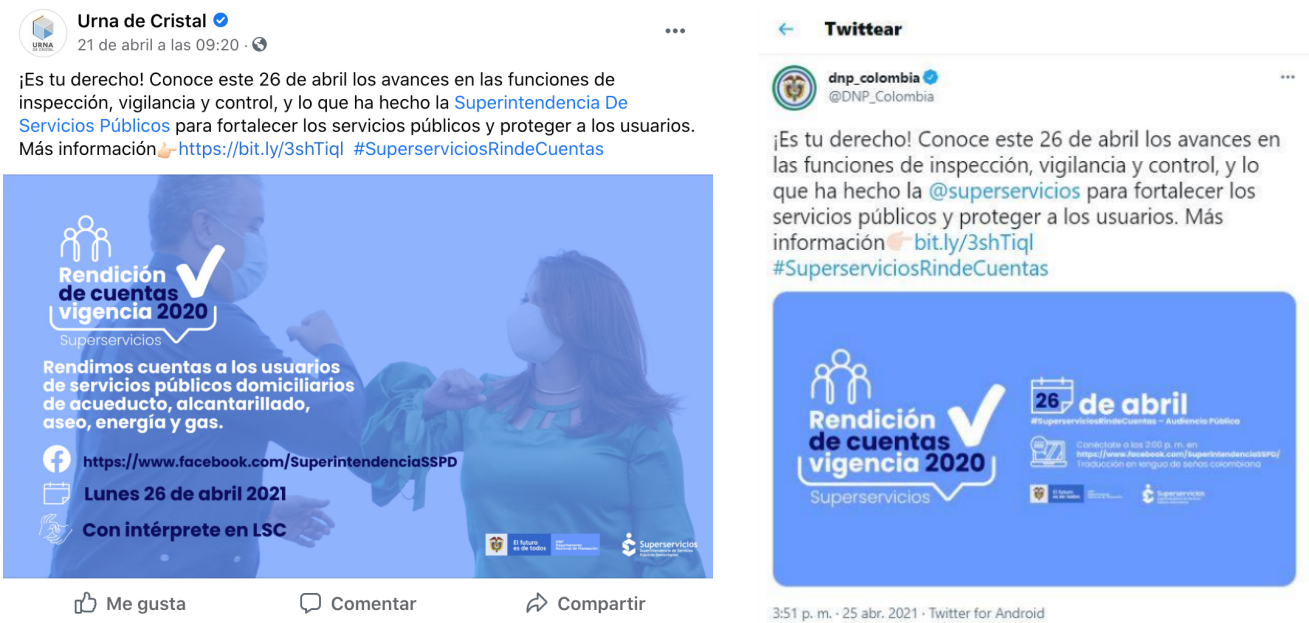 Urna de Cristal
21 de abril a las 09:20 ·
URNA
DE CRISTAL
¡Es tu derecho! Conoce este 26 de abril los avances en las funciones de
inspección, vigilancia y control, y lo que ha hecho la Superintendencia De
Servicios Públicos para fortalecer los servicios públicos y proteger a los usuarios.
Más información👉🏻https://bit.ly/3shTiql #SuperserviciosRindeCuentas
Rendición
de cuentas
vigencia 2020
Superservicios
Rendimos cuentas a los usuarios
de servicios públicos domiciliarios
de acueducto, alcantarillado,
aseo, energía y gas.
https://www.facebook.com/SuperintendenciaSSPD
Lunes 26 de abril 2021
Con intérprete en LSC
El futuro
es de todos
Superservicios
Me gusta
Comentar
Compartir
Twittear
dnp_colombia
@DNP_Colombia
¡Es tu derecho! Conoce este 26 de abril los avances en
las funciones de inspección, vigilancia y control, y lo
que ha hecho la @superservicios para fortalecer los
servicios públicos y proteger a los usuarios. Más
información👉🏻bit.ly/3shTiql
#SuperserviciosRindeCuentas
Rendición
de cuentas
vigencia 2020
Superservicios
26 de abril
#SuperserviciosRindeCuentas - Audiencia Pública
Conéctate a las 2:00 p. m. en
https://www.facebook.com/SuperintendenciaSSPD/
Traducción en lengua de señas colombiana
El futuro
es de todos
Superservicios
3:51 p. m. · 25 abr. 2021 · Twitter for Android